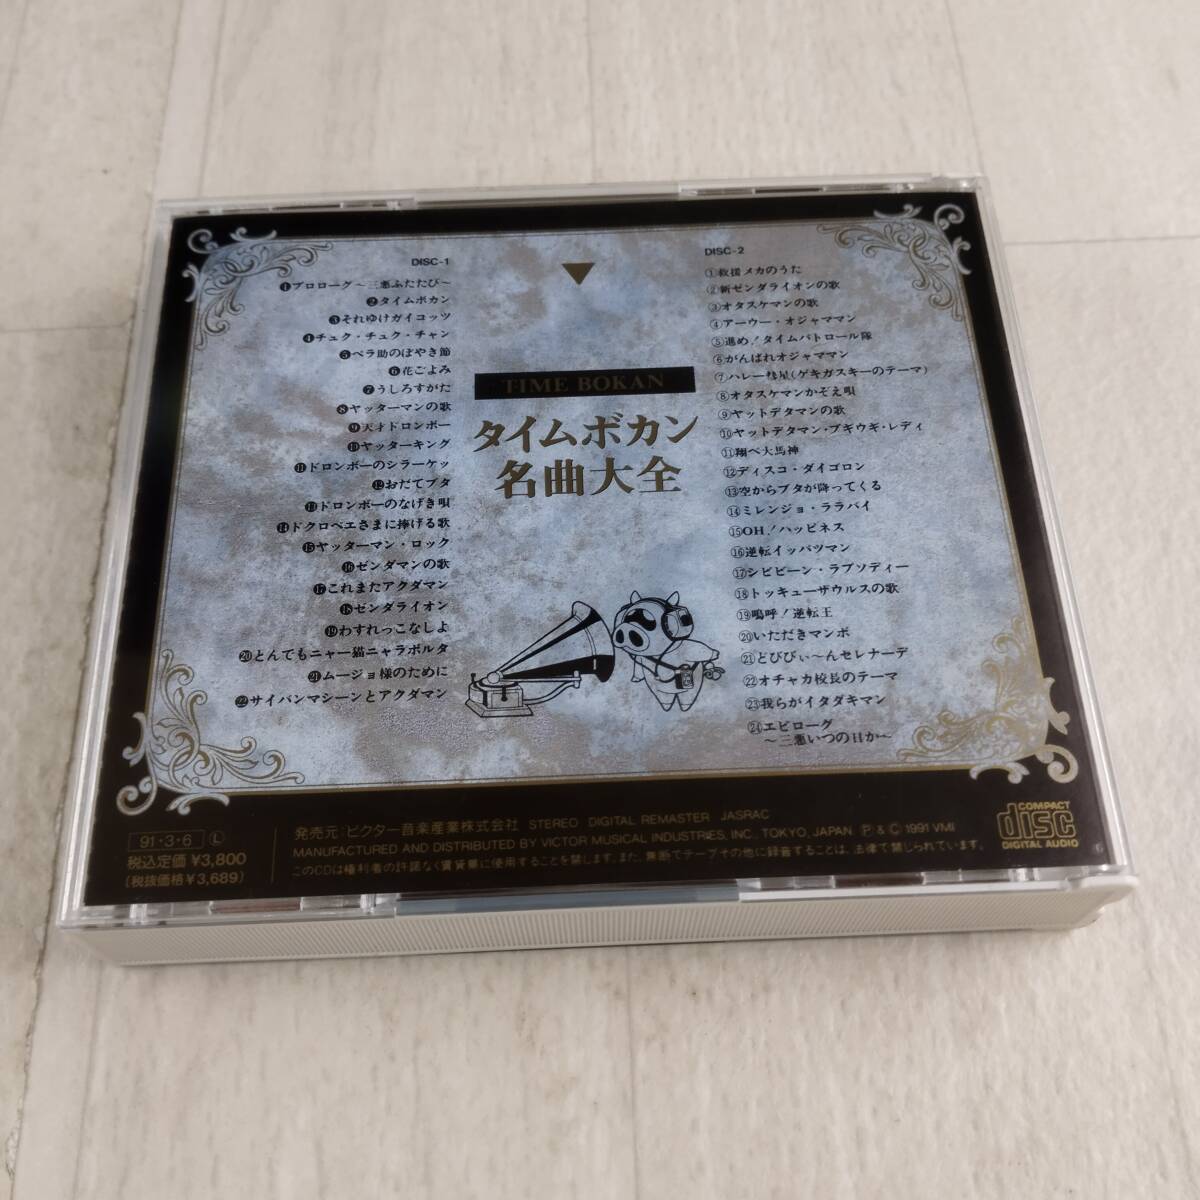 DISC-1
❶プロローグ〜三悪ふたたび〜
❷タイムボカン
❸それゆけガイコッツ
❹チュク・チュク・チャン
❺ペラ助のぼやき節
❻花ごよみ
❼うしろすがた
❽ヤッターマンの歌
❾天才ドロンボー
❿ヤッターキング
⓫ドロンボーのシラーケッ
⓬おだてブタ
⓭ドロンボーのなげき唄
⓮ドクロベエさまに捧げる歌
⓯ヤッターマン・ロック
⓰ゼンダマンの歌
⓱これまたアクダマン
⓲ゼンダライオン
⓳わすれっこなしよ
⓴とんでもニャー猫ニャラボルタ
㉑ムージョ様のために
㉒サイバンマシーンとアクダマン
TIME BOKAN
タイムボカン
名曲大全
DISC-2
①救援メカのうた
②新ゼンダライオンの歌
③オタスケマンの歌
④アーウー・オジャママン
⑤進め!タイムパトロール隊
⑥がんばれオジャママン
⑦ハレー彗星(ゲキガスキーのテーマ)
⑧オタスケマンかぞえ唄
⑨ヤットデタマンの歌
⑩ヤットデタマン・ブギウギ・レディ
⑪翔べ大馬神
⑫ディスコ・ダイゴロン
⑬空からブタが降ってくる
⑭ミレンジョ・ララバイ
⑮OH!ハッピネス
⑯逆転イッパツマン
⑰シビビーン・ラプソディー
⑱トッキューザウルスの歌
⑲嗚呼!逆転王
⑳いただきマンボ
㉑どびびぃ〜んセレナーデ
㉒オチャカ校長のテーマ
㉓我らがイタダキマン
㉔エピローグ
〜三悪いつの日か〜
91・3・6 Ⓛ
税込定価¥3,800
(税抜価格¥3,689)
発売元:ビクター音楽産業株式会社 STEREO DIGITAL REMASTER JASRAC
MANUFACTURED AND DISTRIBUTED BY VICTOR MUSICAL INDUSTRIES, INC. TOKYO, JAPAN Ⓟ & © 1991 VMI
このCDは権利者の許諾なく賃貸業に使用することを禁じます。また、無断でテープその他に録音することは、法律で禁じられています。
COMPACT
disc
DIGITAL AUDIO